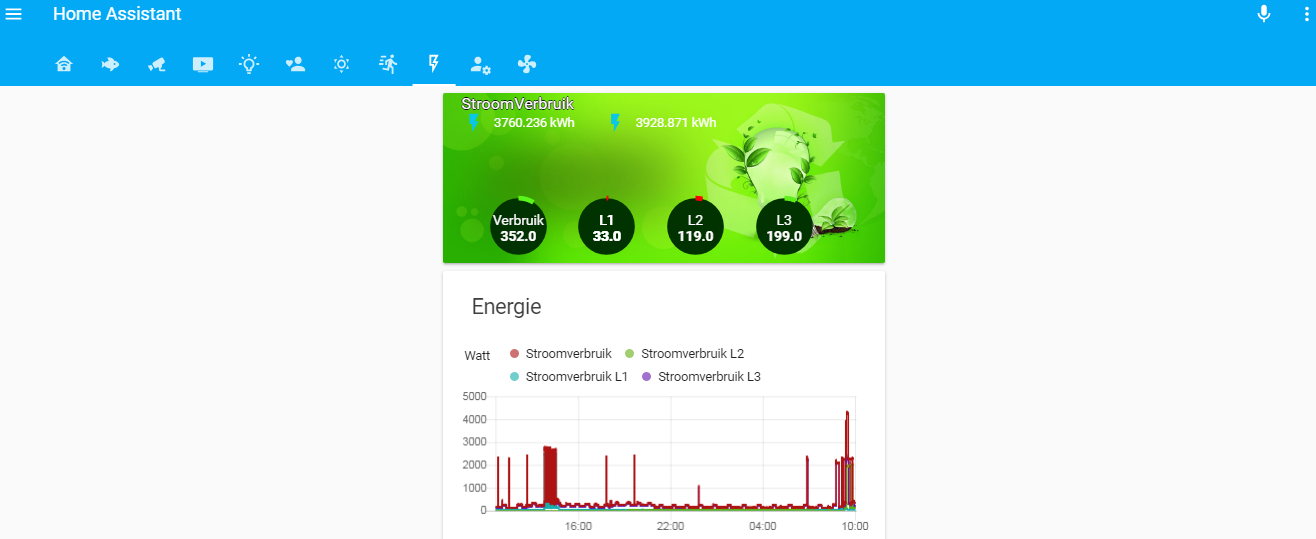 Home Assistant
StroomVerbruik
3760.236 kWh 3928.871 kWh
Verbruik L1 L2 L3
352.0 33.0 119.0 199.0
Energie
Watt Stroomverbruik Stroomverbruik L2
Stroomverbruik L1 Stroomverbruik L3
5000
4000
3000
2000
1000
0
16:00 22:00 04:00 10:00